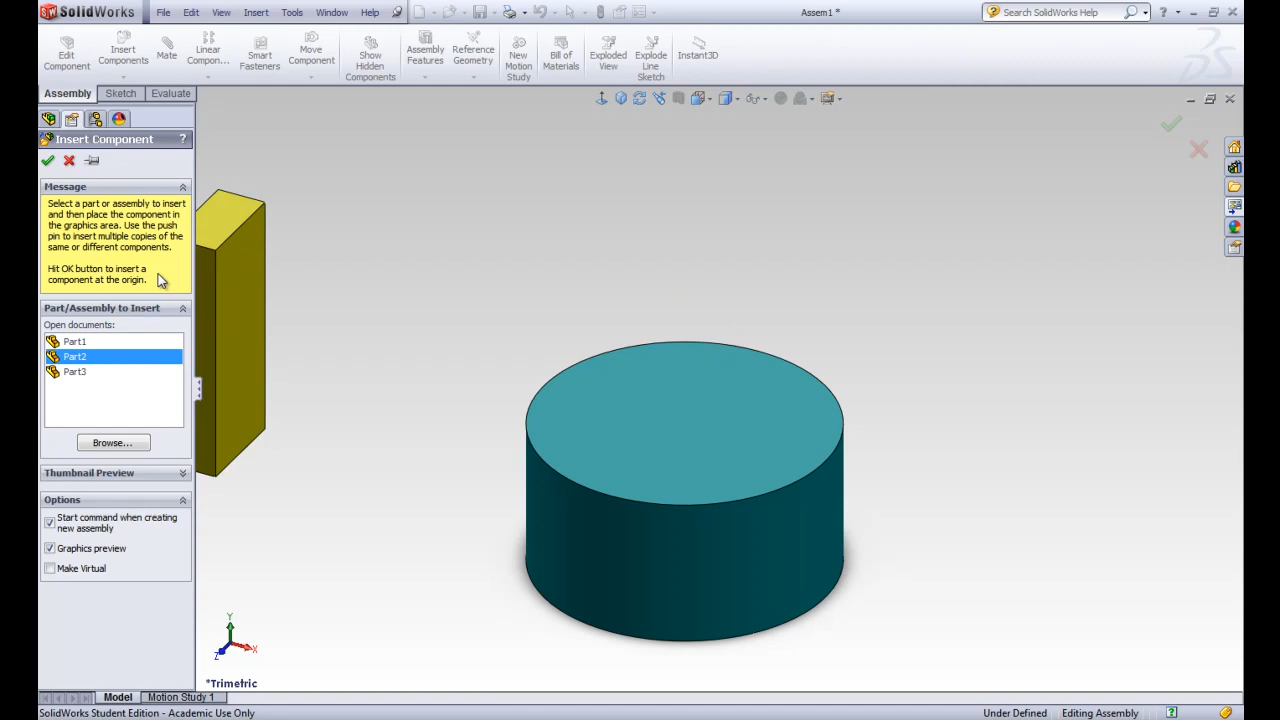 SolidWorks File Edit View Insert Tools Window Help Assem1 * Search SolidWorks Help ?
Edit Component
Insert Components
Mate
Linear Compon...
Smart Fasteners
Move Component
Show Hidden Components
Assembly Features
Reference Geometry
New Motion Study
Bill of Materials
Exploded View
Explode Line Sketch
Instant3D
Assembly Sketch Evaluate
Insert Component ?
Message
Select a part or assembly to insert
and then place the component in
the graphics area. Use the push
pin to insert multiple copies of the
same or different components.
Hit OK button to insert a
component at the origin.
Part/Assembly to Insert
Open documents:
Part1
Part2
Part3
Browse...
Thumbnail Preview
Options
Start command when creating
new assembly
Graphics preview
Make Virtual
Y
X
Z
*Trimetric
Model Motion Study 1
SolidWorks Student Edition - Academic Use Only Under Defined Editing Assembly ?